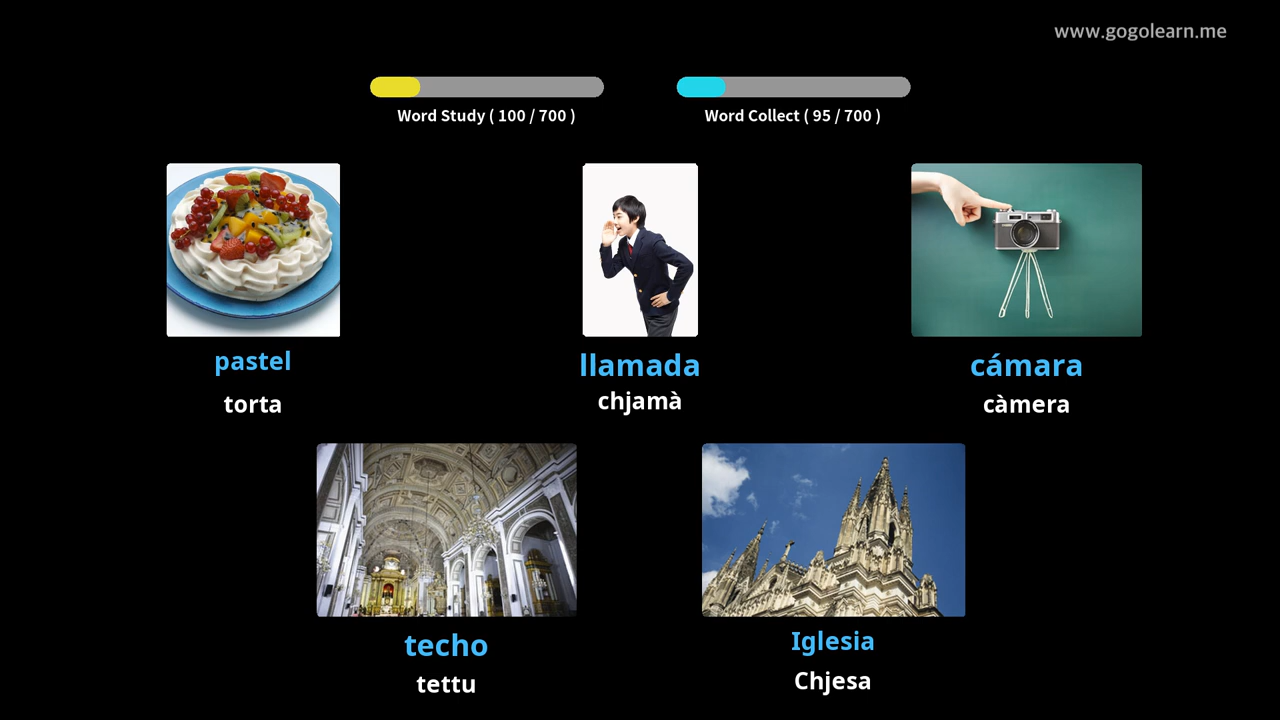 www.gogolearn.me
Word Study ( 100 / 700 )
Word Collect ( 95 / 700 )
pastel
torta
llamada
chjamà
cámara
càmera
techo
tettu
Iglesia
Chjesa